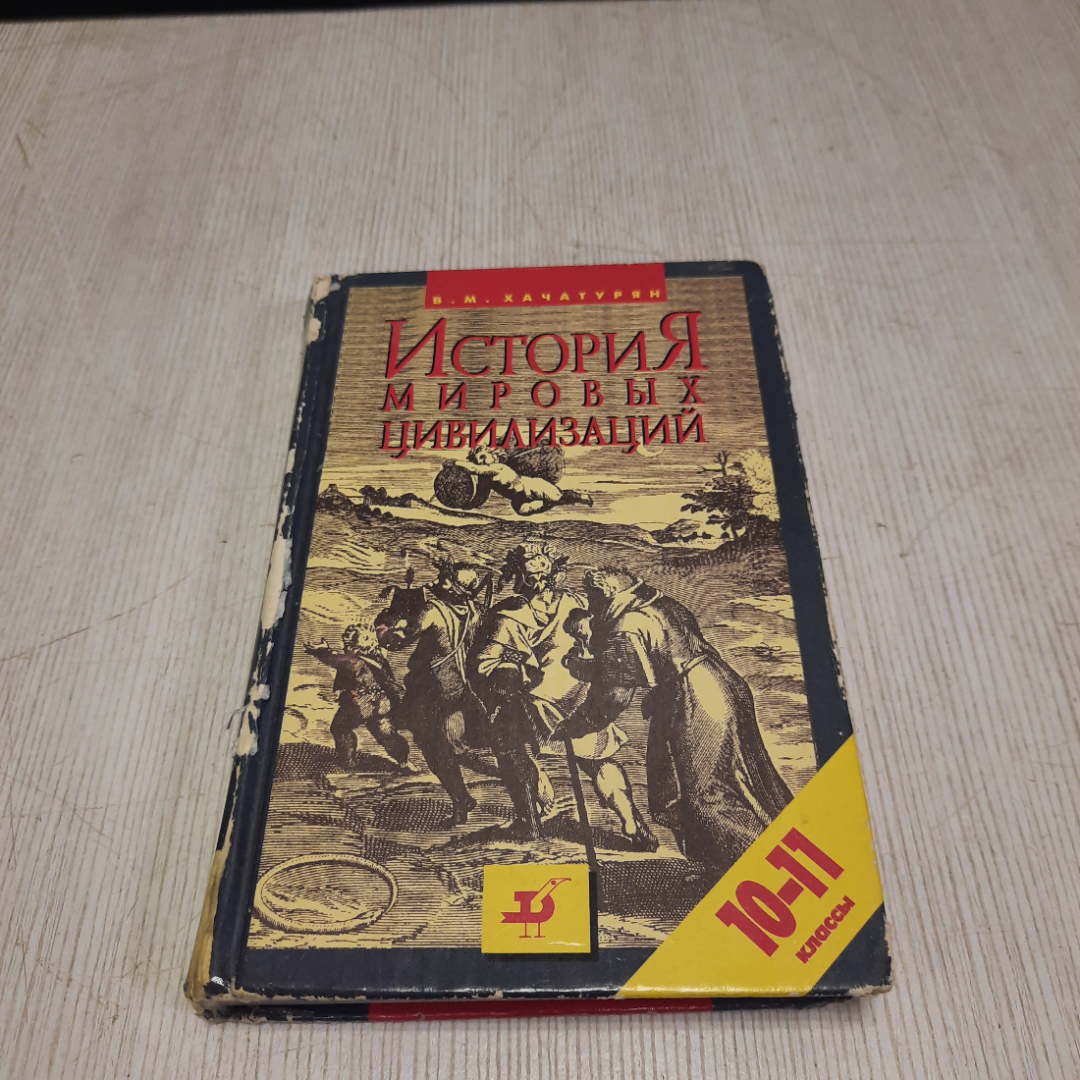 В. М. ХАЧАТУРЯН
ИСТОРИЯ
МИРОВЫХ
ЦИВИЛИЗАЦИЙ
10-11
КЛАССЫ